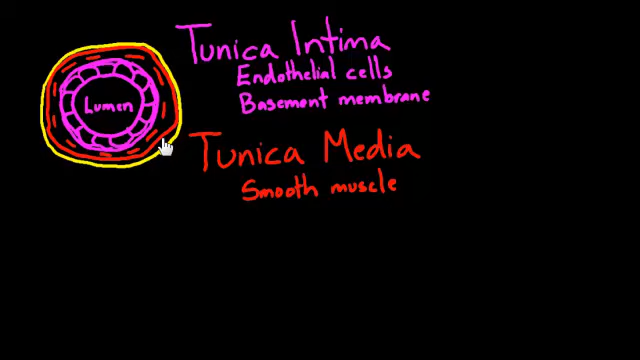 Lumen
Tunica Intima
Endothelial cells
Basement membrane
Tunica Media
Smooth muscle